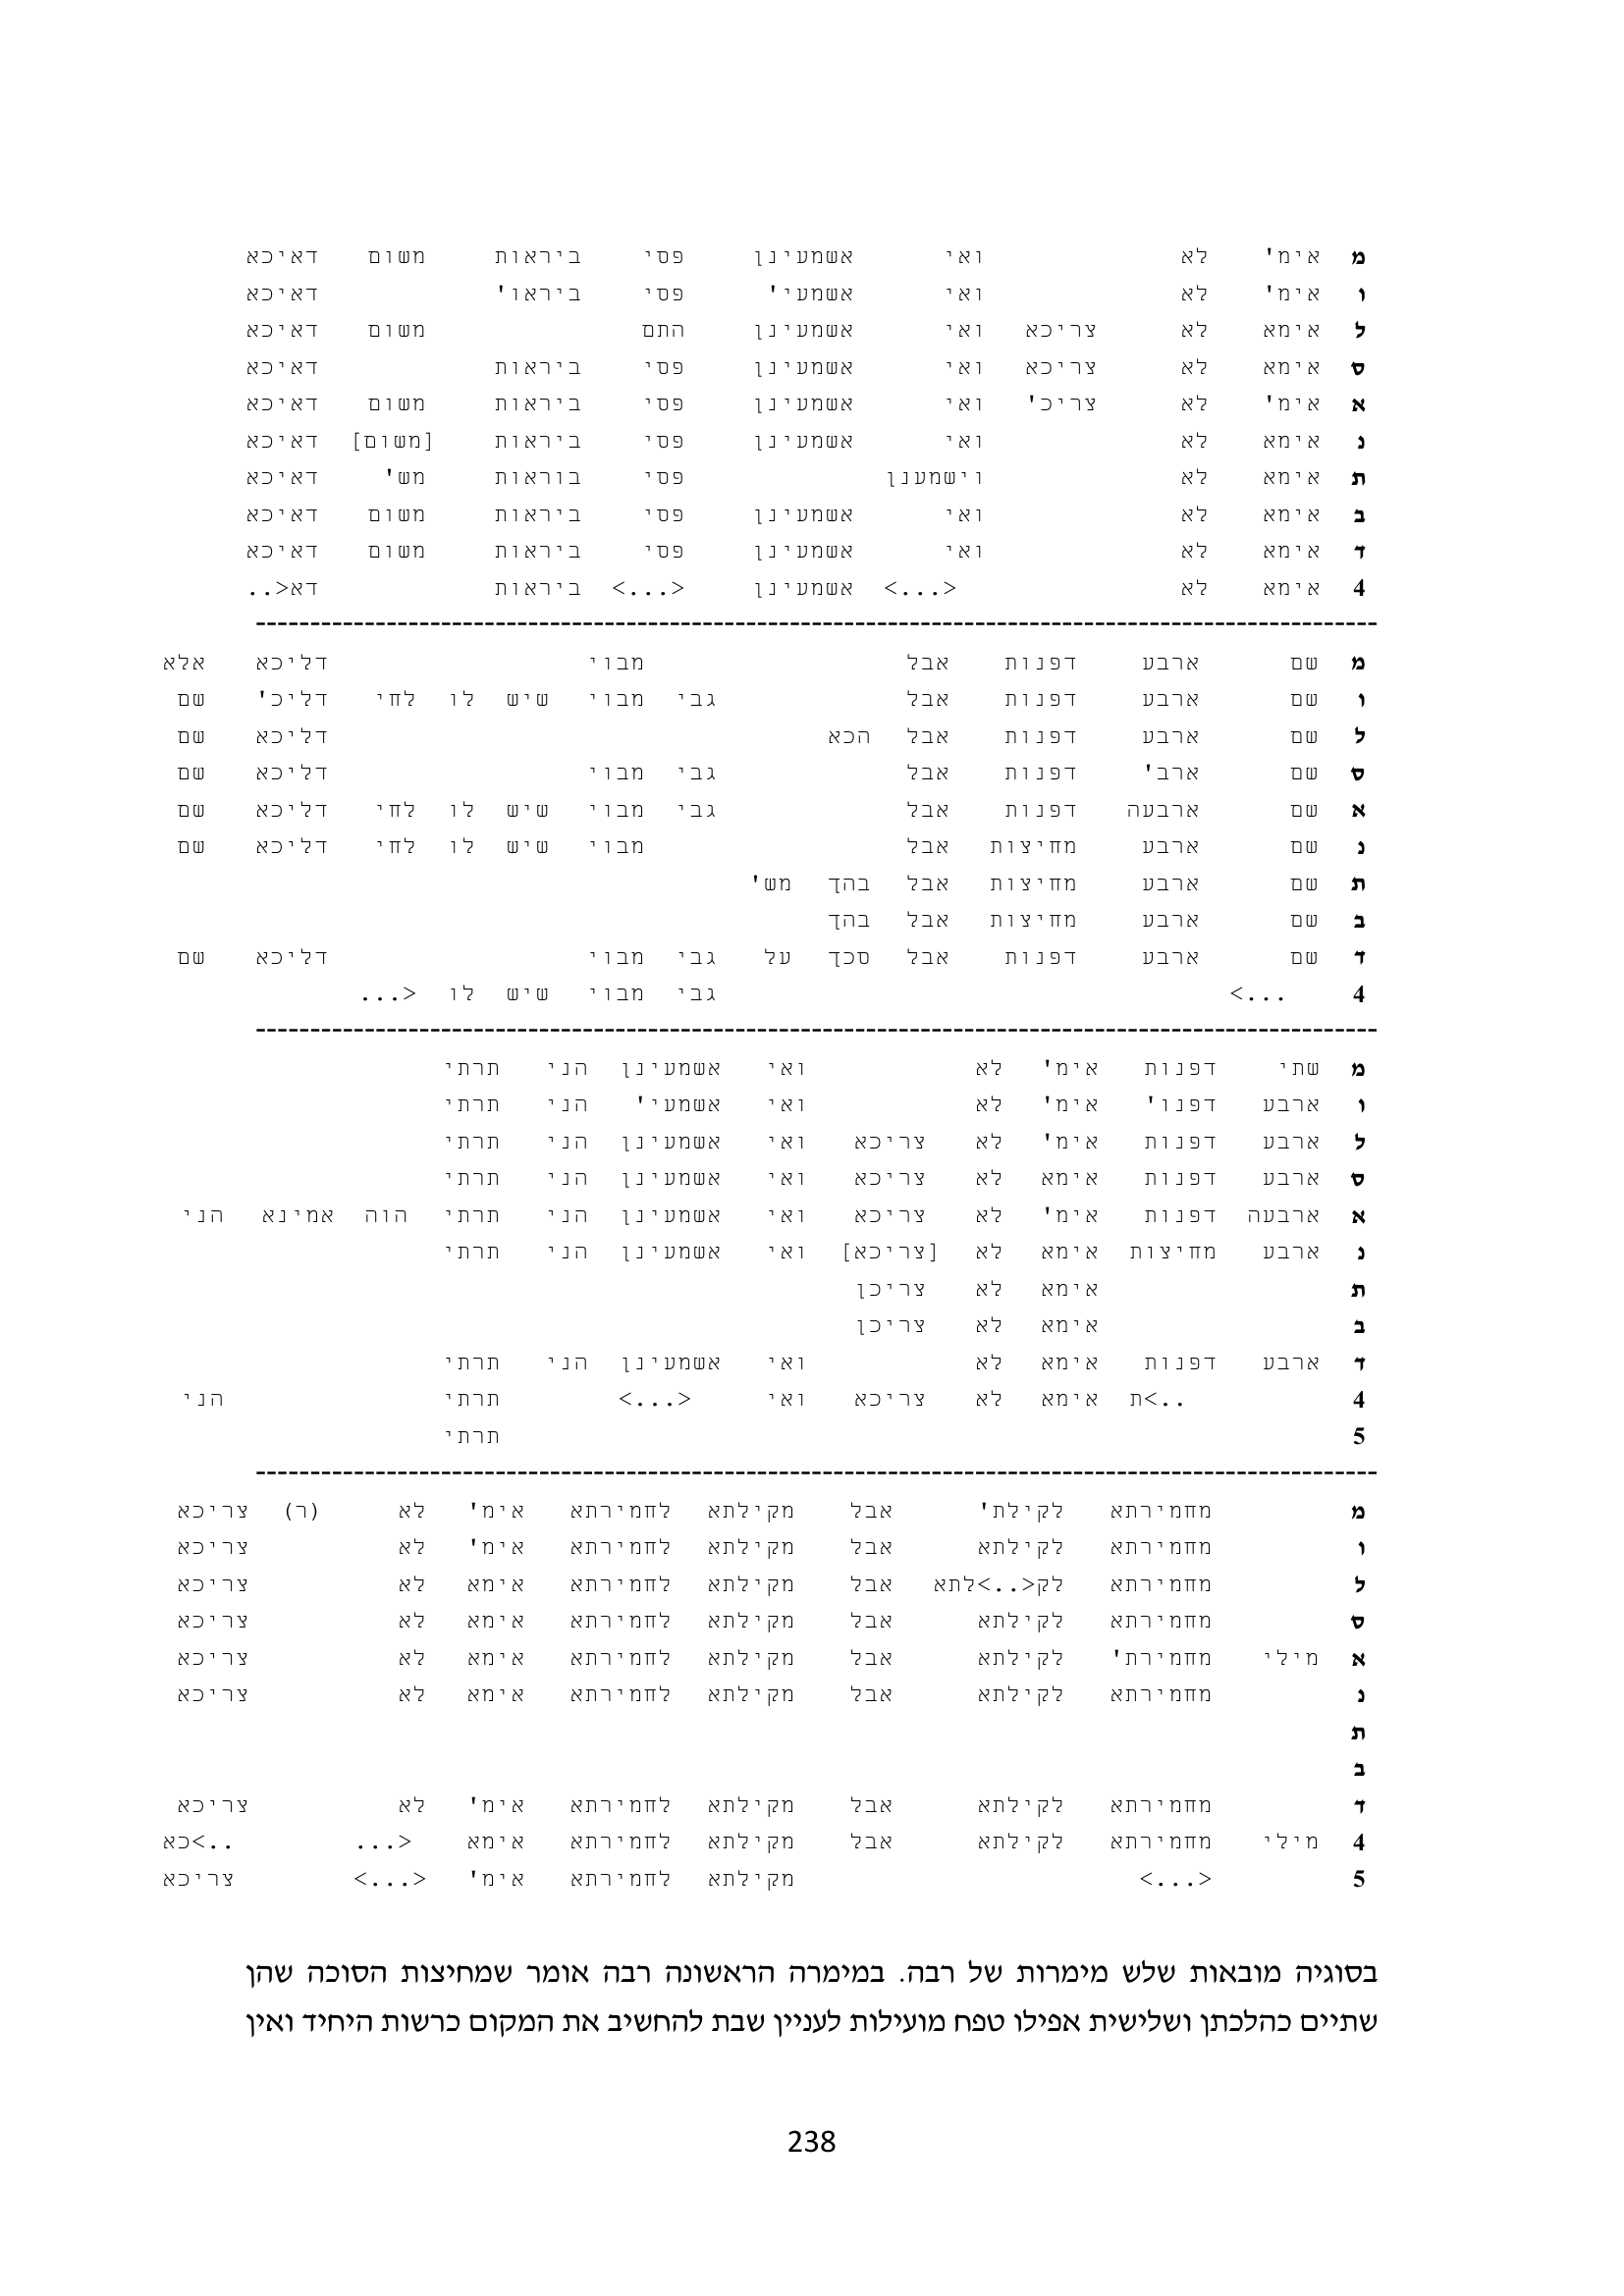 מ אימ' לא ואי אשמעינן פסי ביראות משום דאיכא
ו אימ' לא ואי אשמעי' פסי ביראו' דאיכא
ל אימא לא צריכא ואי אשמעינן התם משום דאיכא
ס אימא לא צריכא ואי אשמעינן פסי ביראות דאיכא
א אימ' לא צריכ' ואי אשמעינן פסי ביראות משום דאיכא
נ אימא לא ואי אשמעינן פסי ביראות [משום] דאיכא
ת אימא לא וישמענן פסי בוראות מש' דאיכא
ב אימא לא ואי אשמעינן פסי ביראות משום דאיכא
ד אימא לא ואי אשמעינן פסי ביראות משום דאיכא
4 אימא לא <...> אשמעינן <...> ביראות דא<..
--------------------------------------------------------------------------------
מ שם ארבע דפנות אבל מבוי דליכא אלא
ו שם ארבע דפנות אבל גבי מבוי שיש לו לחי דליכ' שם
ל שם ארבע דפנות אבל הכא דליכא שם
ס שם ארב' דפנות אבל גבי מבוי דליכא שם
א שם ארבעה דפנות אבל גבי מבוי שיש לו לחי דליכא שם
נ שם ארבע מחיצות אבל מבוי שיש לו לחי דליכא שם
ת שם ארבע מחיצות אבל בהך מש'
ב שם ארבע מחיצות אבל בהך
ד שם ארבע דפנות אבל סכך על גבי מבוי דליכא שם
4 ...> גבי מבוי שיש לו <...
--------------------------------------------------------------------------------
מ שתי דפנות אימ' לא ואי אשמעינן הני תרתי
ו ארבע דפנו' אימ' לא ואי אשמעי' הני תרתי
ל ארבע דפנות אימ' לא צריכא ואי אשמעינן הני תרתי
ס ארבע דפנות אימא לא צריכא ואי אשמעינן הני תרתי
א ארבעה דפנות אימ' לא צריכא ואי אשמעינן הני תרתי הוה אמינא הני
נ ארבע מחיצות אימא לא [צריכא] ואי אשמעינן הני תרתי
ת אימא לא צריכן
ב אימא לא צריכן
ד ארבע דפנות אימא לא ואי אשמעינן הני תרתי
4 ..>ת אימא לא צריכא ואי <...> תרתי הני
5 תרתי
--------------------------------------------------------------------------------
מ מחמירתא לקילת' אבל מקילתא לחמירתא אימ' לא (ר) צריכא
ו מחמירתא לקילתא אבל מקילתא לחמירתא אימ' לא צריכא
ל מחמירתא לק<..>לתא אבל מקילתא לחמירתא אימא לא צריכא
ס מחמירתא לקילתא אבל מקילתא לחמירתא אימא לא צריכא
א מילי מחמירת' לקילתא אבל מקילתא לחמירתא אימא לא צריכא
נ מחמירתא לקילתא אבל מקילתא לחמירתא אימא לא צריכא
ת
ב
ד מחמירתא לקילתא אבל מקילתא לחמירתא אימ' לא צריכא
4 מילי מחמירתא לקילתא אבל מקילתא לחמירתא אימא <... ..>כא
5 <...> מקילתא לחמירתא אימ' <...> צריכא
בסוגיה מובאות שלש מימרות של רבה. במימרה הראשונה רבה אומר שמחיצות הסוכה שהן
שתיים כהלכתן ושלישית אפילו טפח מועילות לעניין שבת להחשיב את המקום כרשות היחיד ואין
238